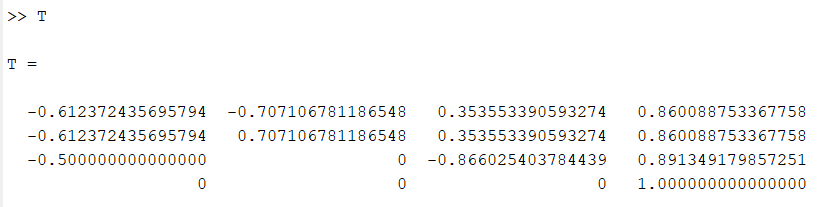 >> T
T =
-0.612372435695794 -0.707106781186548 0.353553390593274 0.860088753367758
-0.612372435695794 0.707106781186548 0.353553390593274 0.860088753367758
-0.500000000000000 0 -0.866025403784439 0.891349179857251
0 0 0 1.000000000000000